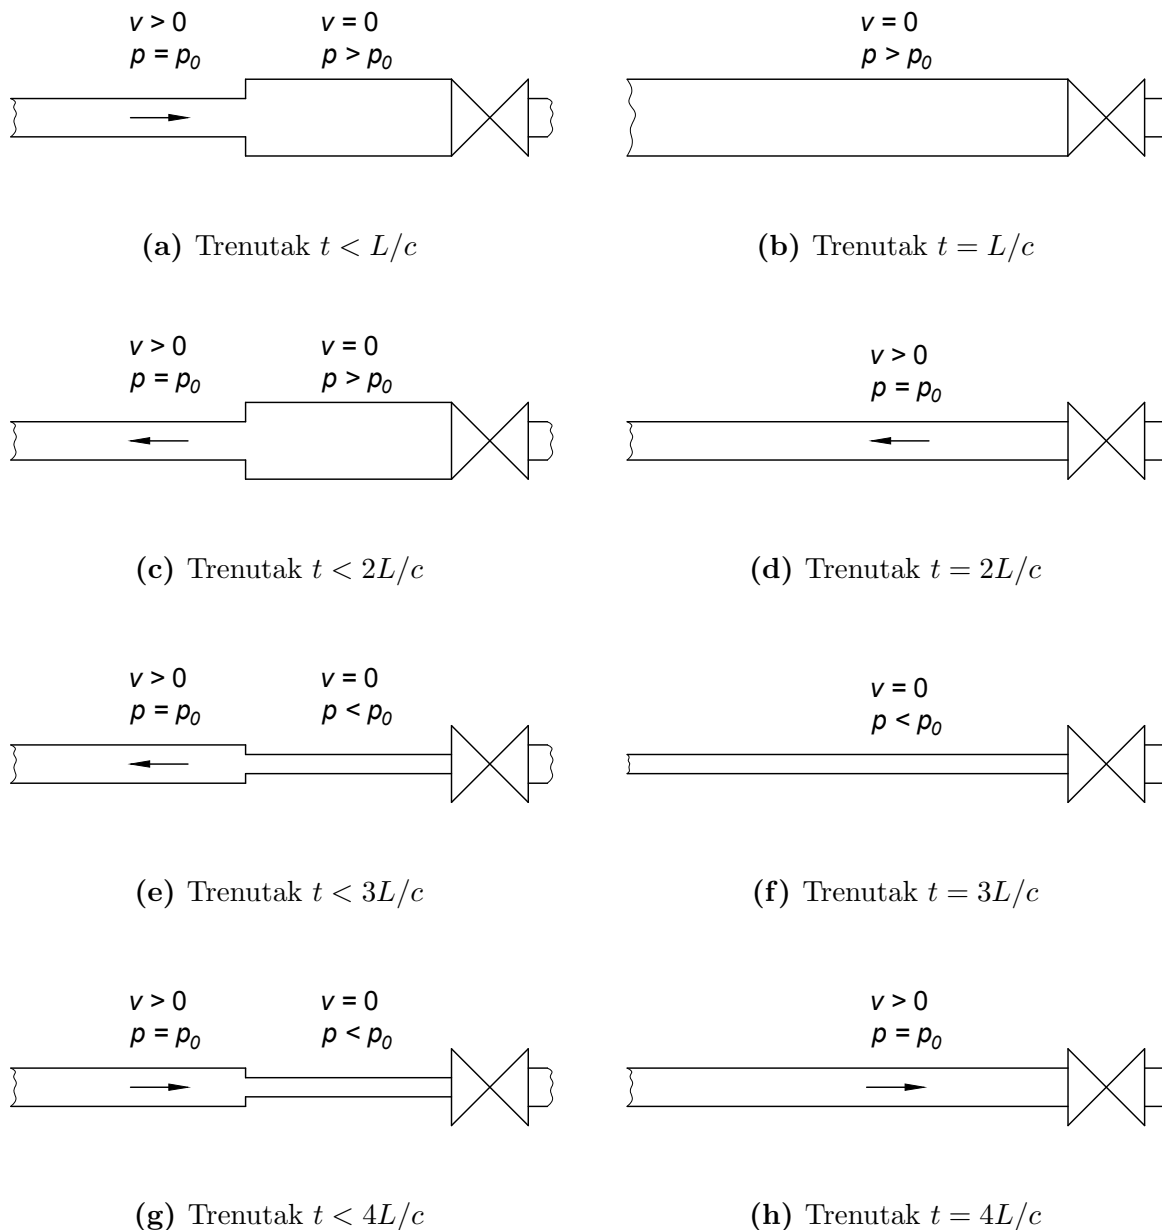 v > 0
p = p₀
v = 0
p > p₀
(a) Trenutak t < L/c
v = 0
p > p₀
(b) Trenutak t = L/c
v > 0
p = p₀
v = 0
p > p₀
(c) Trenutak t < 2L/c
v > 0
p = p₀
(d) Trenutak t = 2L/c
v > 0
p = p₀
v = 0
p < p₀
(e) Trenutak t < 3L/c
v = 0
p < p₀
(f) Trenutak t = 3L/c
v > 0
p = p₀
v = 0
p < p₀
(g) Trenutak t < 4L/c
v > 0
p = p₀
(h) Trenutak t = 4L/c